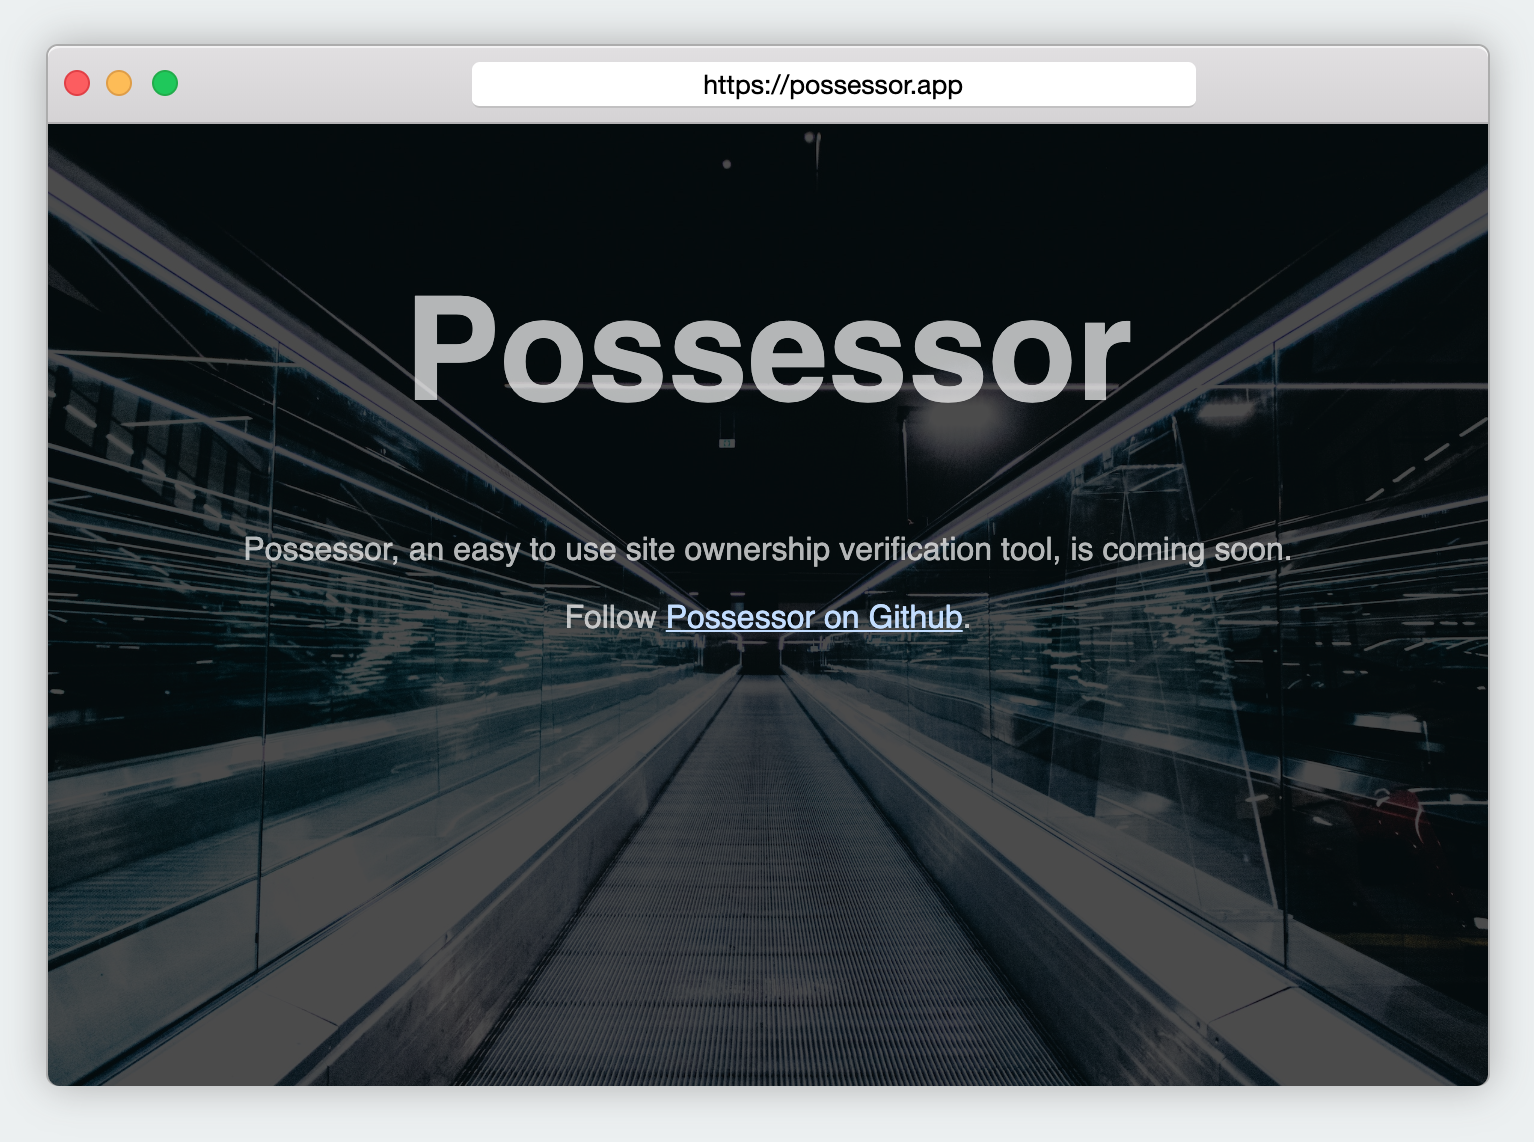 https://possessor.app
Possessor
Possessor, an easy to use site ownership verification tool, is coming soon.
Follow Possessor on Github.